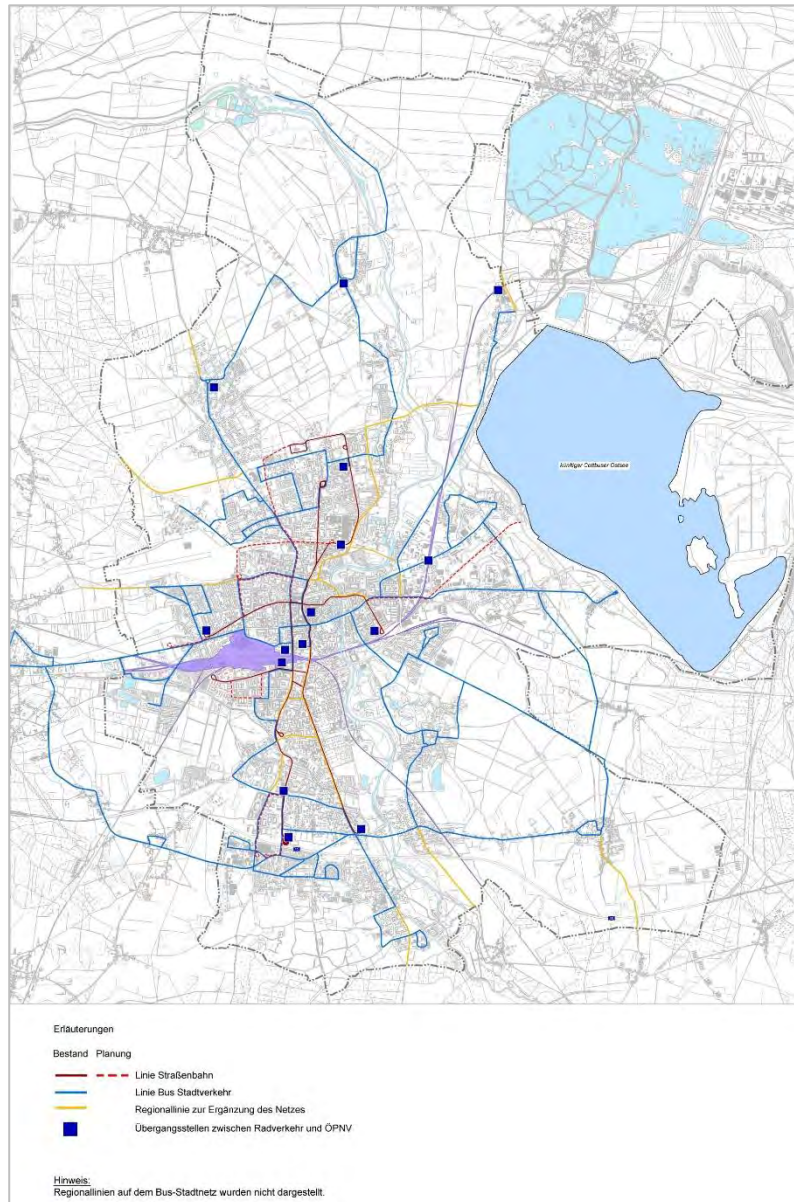 künftiger Cottbuser Ostsee
Erläuterungen
Bestand Planung
Linie Straßenbahn
Linie Bus Stadtverkehr
Regionallinie zur Ergänzung des Netzes
Übergangsstellen zwischen Radverkehr und ÖPNV
Hinweis:
Regionallinien auf dem Bus-Stadtnetz wurden nicht dargestellt.